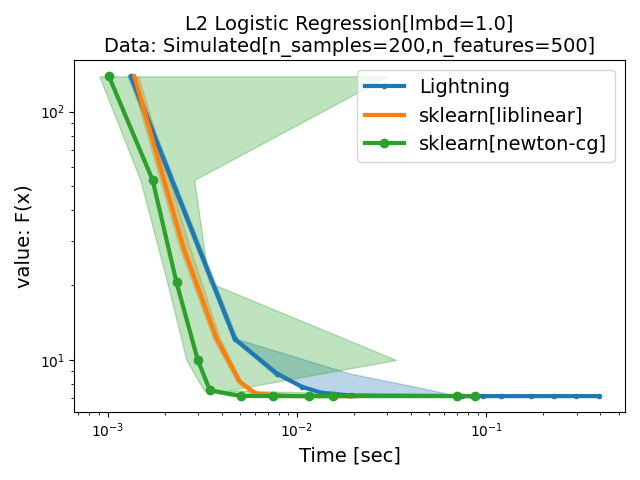 L2 Logistic Regression[lmbd=1.0]
Data: Simulated[n_samples=200,n_features=500]
Lightning
sklearn[liblinear]
sklearn[newton-cg]
value: F(x)
10²
10¹
10⁻³
10⁻²
10⁻¹
Time [sec]